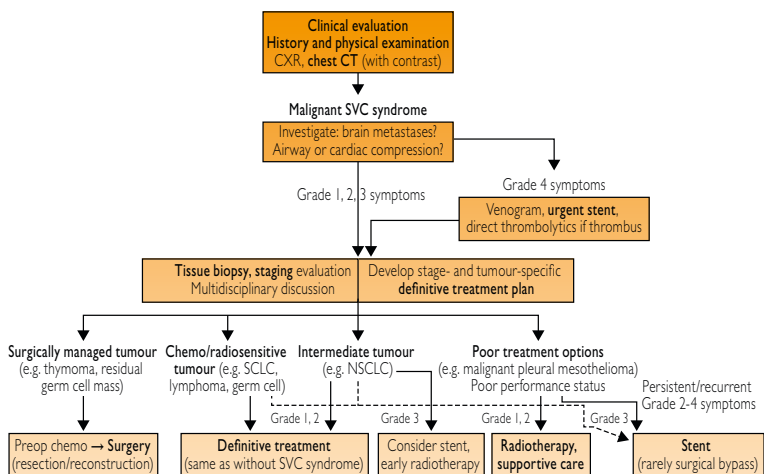 Clinical evaluation
History and physical examination
CXR, chest CT (with contrast)
Malignant SVC syndrome
Investigate: brain metastases?
Airway or cardiac compression?
Grade 1, 2, 3 symptoms
Grade 4 symptoms
Venogram, urgent stent,
direct thrombolytics if thrombus
Tissue biopsy, staging evaluation
Multidisciplinary discussion
Develop stage- and tumour-specific
definitive treatment plan
Surgically managed tumour
(e.g. thymoma, residual
germ cell mass)
Chemo/radiosensitive
tumour (e.g. SCLC,
lymphoma, germ cell)
Intermediate tumour
(e.g. NSCLC)
Poor treatment options
(e.g. malignant pleural mesothelioma)
Poor performance status
Persistent/recurrent
Grade 2-4 symptoms
Grade 1, 2
Grade 3
Grade 1, 2
Grade 3
Preop chemo → Surgery
(resection/reconstruction)
Definitive treatment
(same as without SVC syndrome)
Consider stent,
early radiotherapy
Radiotherapy,
supportive care
Stent
(rarely surgical bypass)